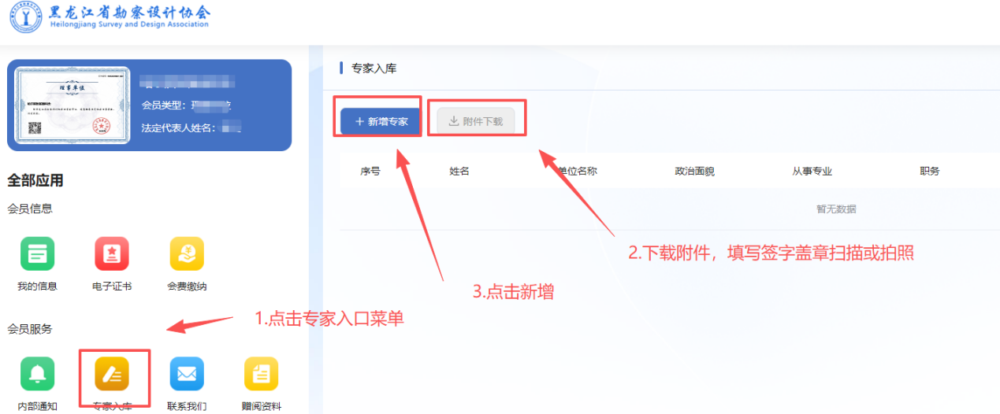 黑龙江省勘察设计协会
Heilongjiang Survey and Design Association
理事单位
会员类型：
法定代表人姓名：
全部应用
会员信息
我的信息 电子证书 会费缴纳
会员服务
内部通知 专家入库 联系我们 赠阅资料
专家入库
+ 新增专家 附件下载
序号 姓名 单位名称 政治面貌 从事专业 职务
暂无数据
2.下载附件，填写签字盖章扫描或拍照
3.点击新增
1.点击专家入口菜单